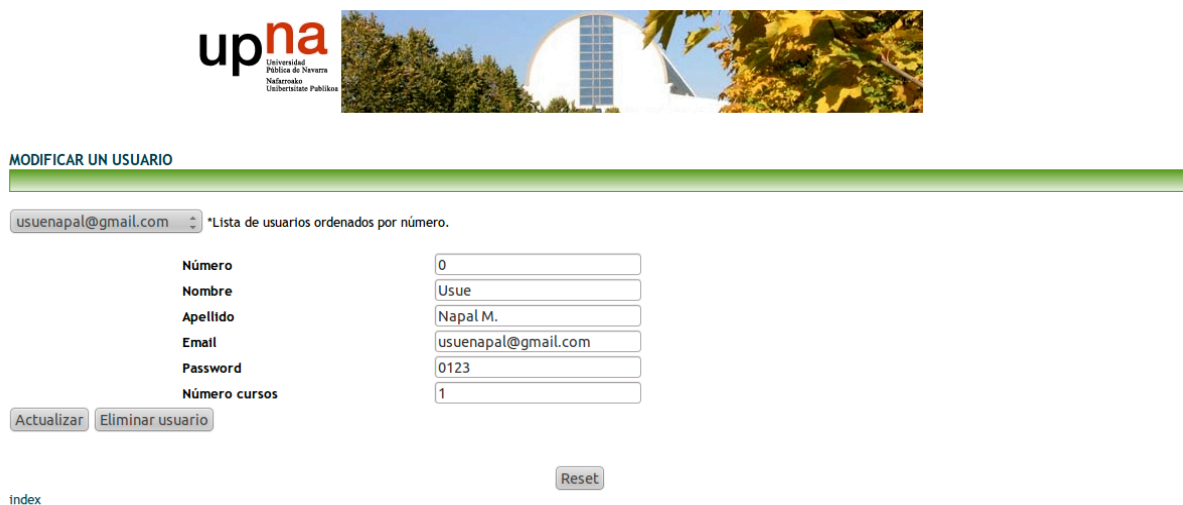 upna
Universidad
Pública de Navarra
Nafarroako
Unibertsitate Publikoa
MODIFICAR UN USUARIO
usuenapal@gmail.com *Lista de usuarios ordenados por número.
Número 0
Nombre Usue
Apellido Napal M.
Email usuenapal@gmail.com
Password 0123
Número cursos 1
Actualizar Eliminar usuario
Reset
index